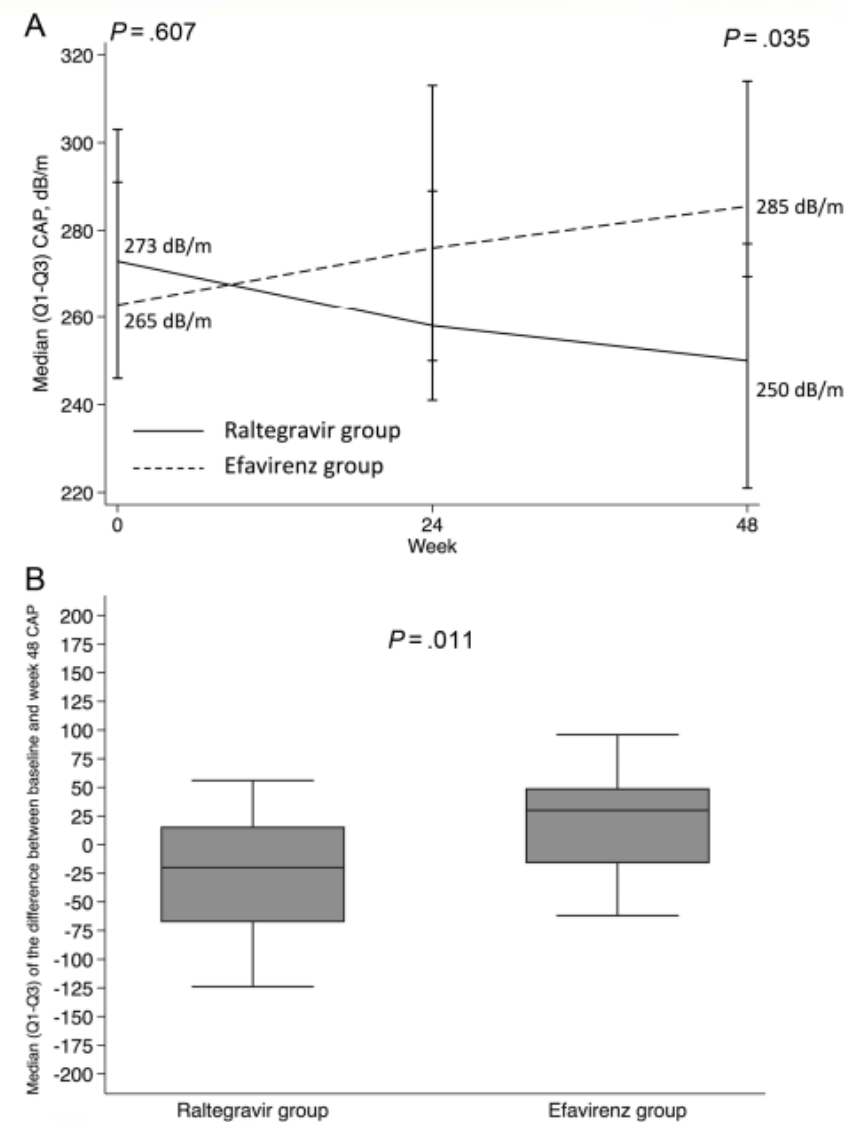 A
P = .607
P = .035
Median (Q1-Q3) CAP, dB/m
320
300
280
260
240
220
273 dB/m
265 dB/m
285 dB/m
250 dB/m
Raltegravir group
Efavirenz group
0
24
48
Week
B
P = .011
Median (Q1-Q3) of the difference between baseline and week 48 CAP
200
175
150
125
100
75
50
25
0
-25
-50
-75
-100
-125
-150
-175
-200
Raltegravir group
Efavirenz group